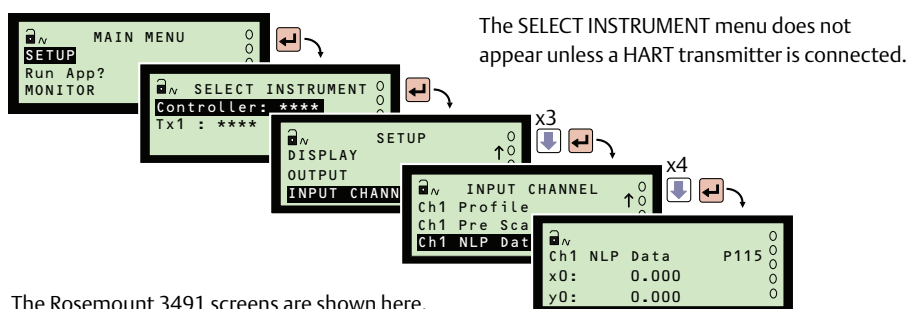 The SELECT INSTRUMENT menu does not
appear unless a HART transmitter is connected.
MAIN MENU
SETUP
Run App?
MONITOR
SELECT INSTRUMENT
Controller: ****
Tx1 : ****
SETUP
DISPLAY
OUTPUT
INPUT CHANN
x3
INPUT CHANNEL
Ch1 Profile
Ch1 Pre Sca
Ch1 NLP Dat
x4
Ch1 NLP Data P115
x0: 0.000
y0: 0.000
The Rosemount 3491 screens are shown here.